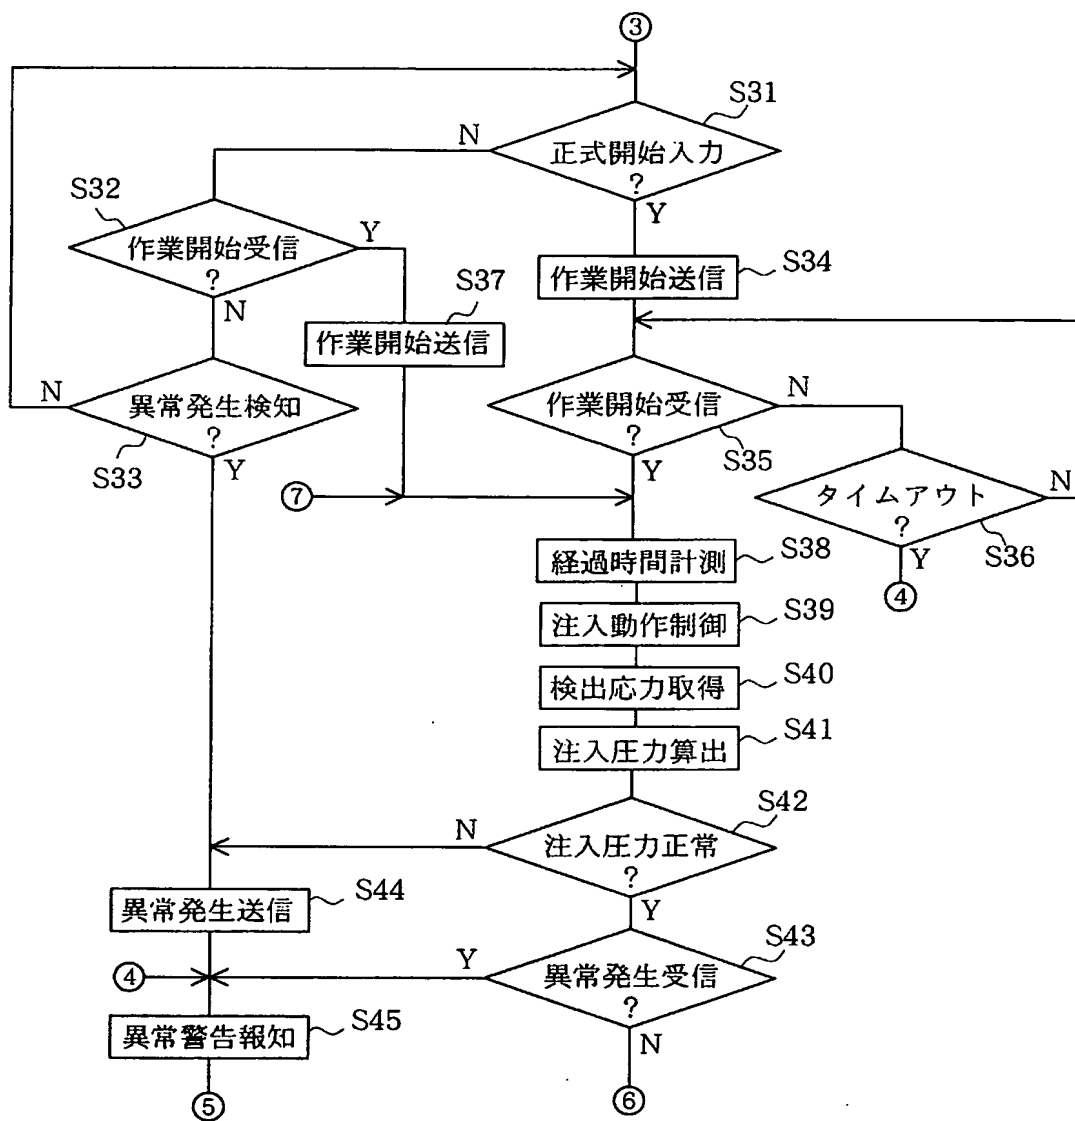 ③
S31
N
正式開始入力
?
Y
S32
作業開始受信
?
Y
N
S37
作業開始送信
S34
作業開始送信
N
異常発生検知
?
S33
Y
作業開始受信
?
N
S35
Y
⑦
タイムアウト
?
N
S36
Y
④
経過時間計測
S38
注入動作制御
S39
検出応力取得
S40
注入圧力算出
S41
S42
N
注入圧力正常
?
Y
異常発生送信
S44
S43
④
Y
異常発生受信
?
N
異常警告報知
S45
⑤
⑥